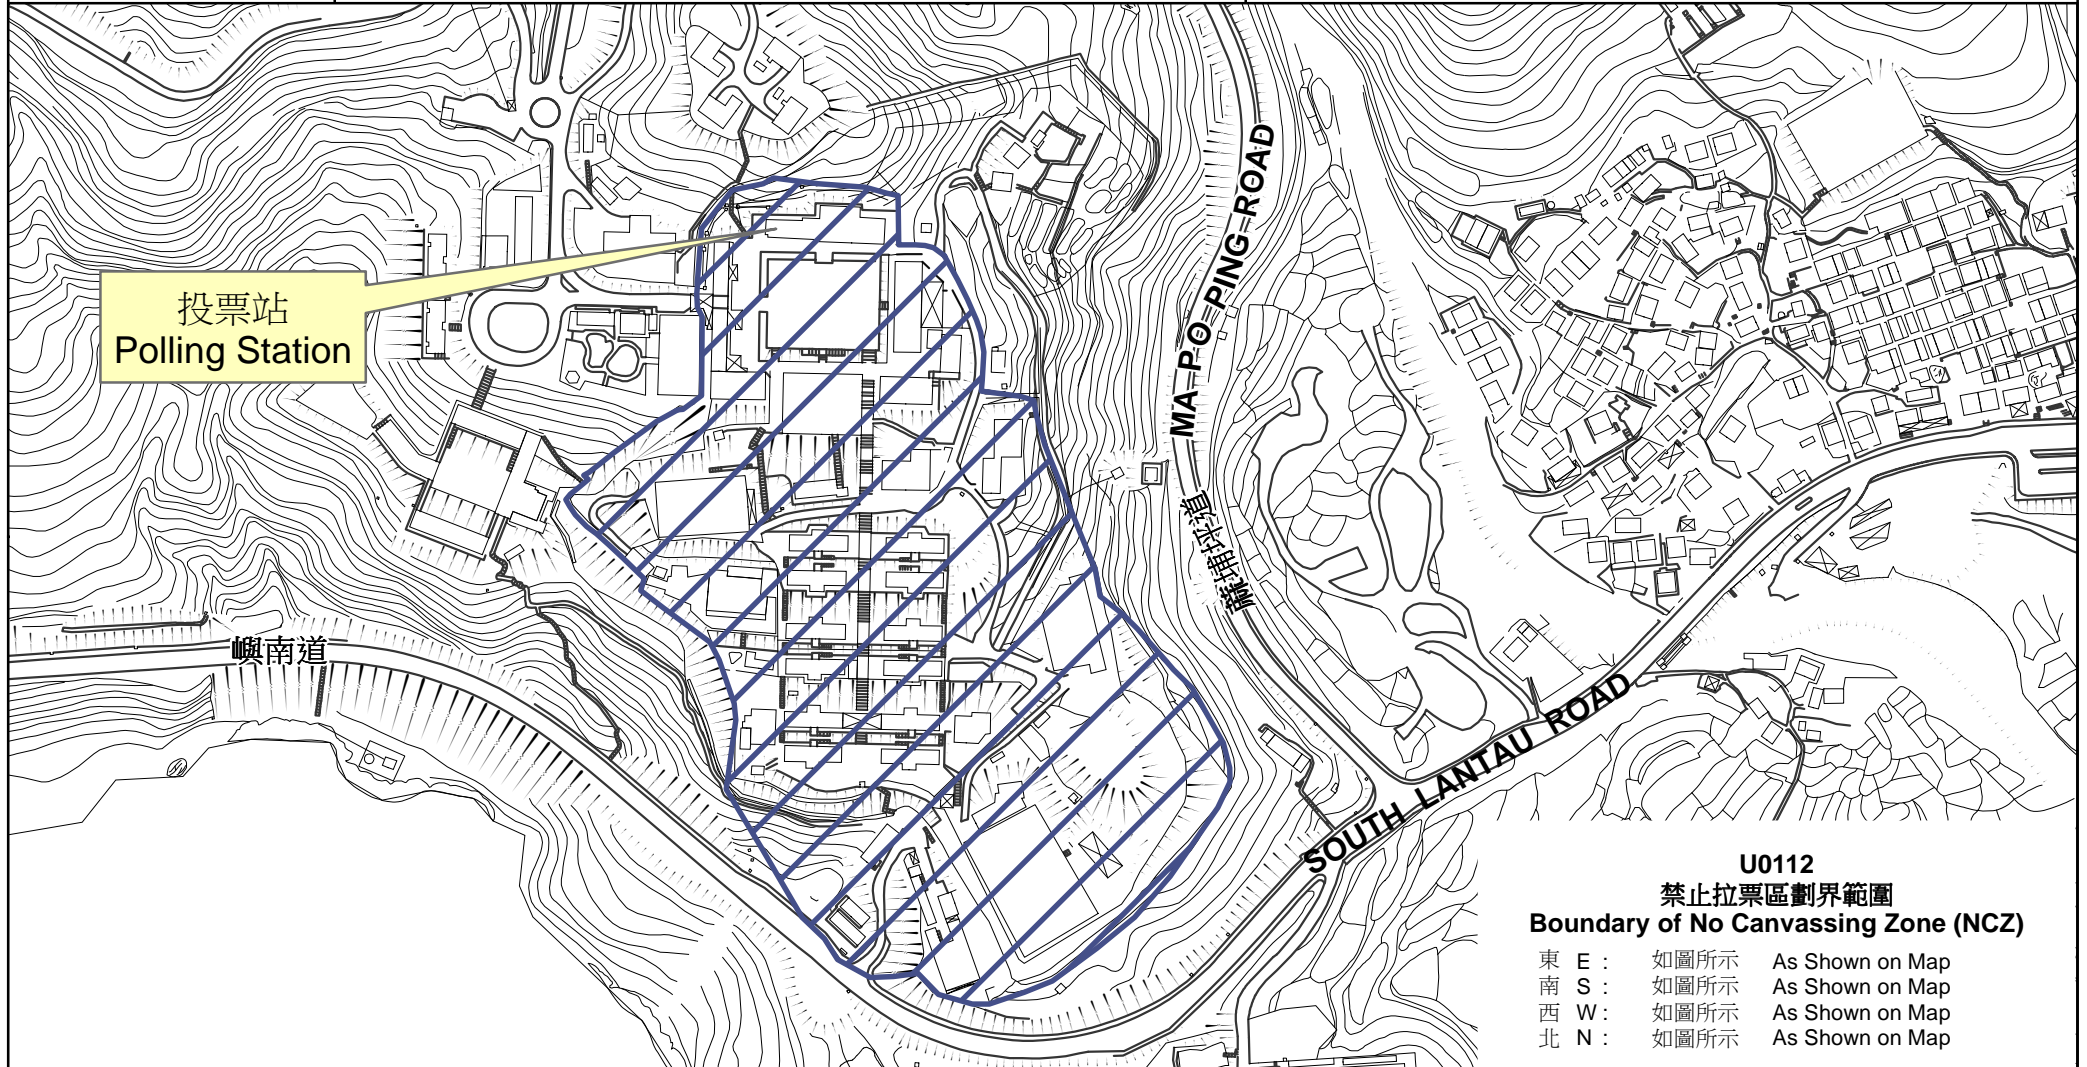 投票站
Polling Station
MA PO PING ROAD
麻埔坪道
嶼南道
SOUTH LANTAU ROAD
U0112
禁止拉票區劃界範圍
Boundary of No Canvassing Zone (NCZ)
東 E : 如圖所示 As Shown on Map
南 S : 如圖所示 As Shown on Map
西 W : 如圖所示 As Shown on Map
北 N : 如圖所示 As Shown on Map